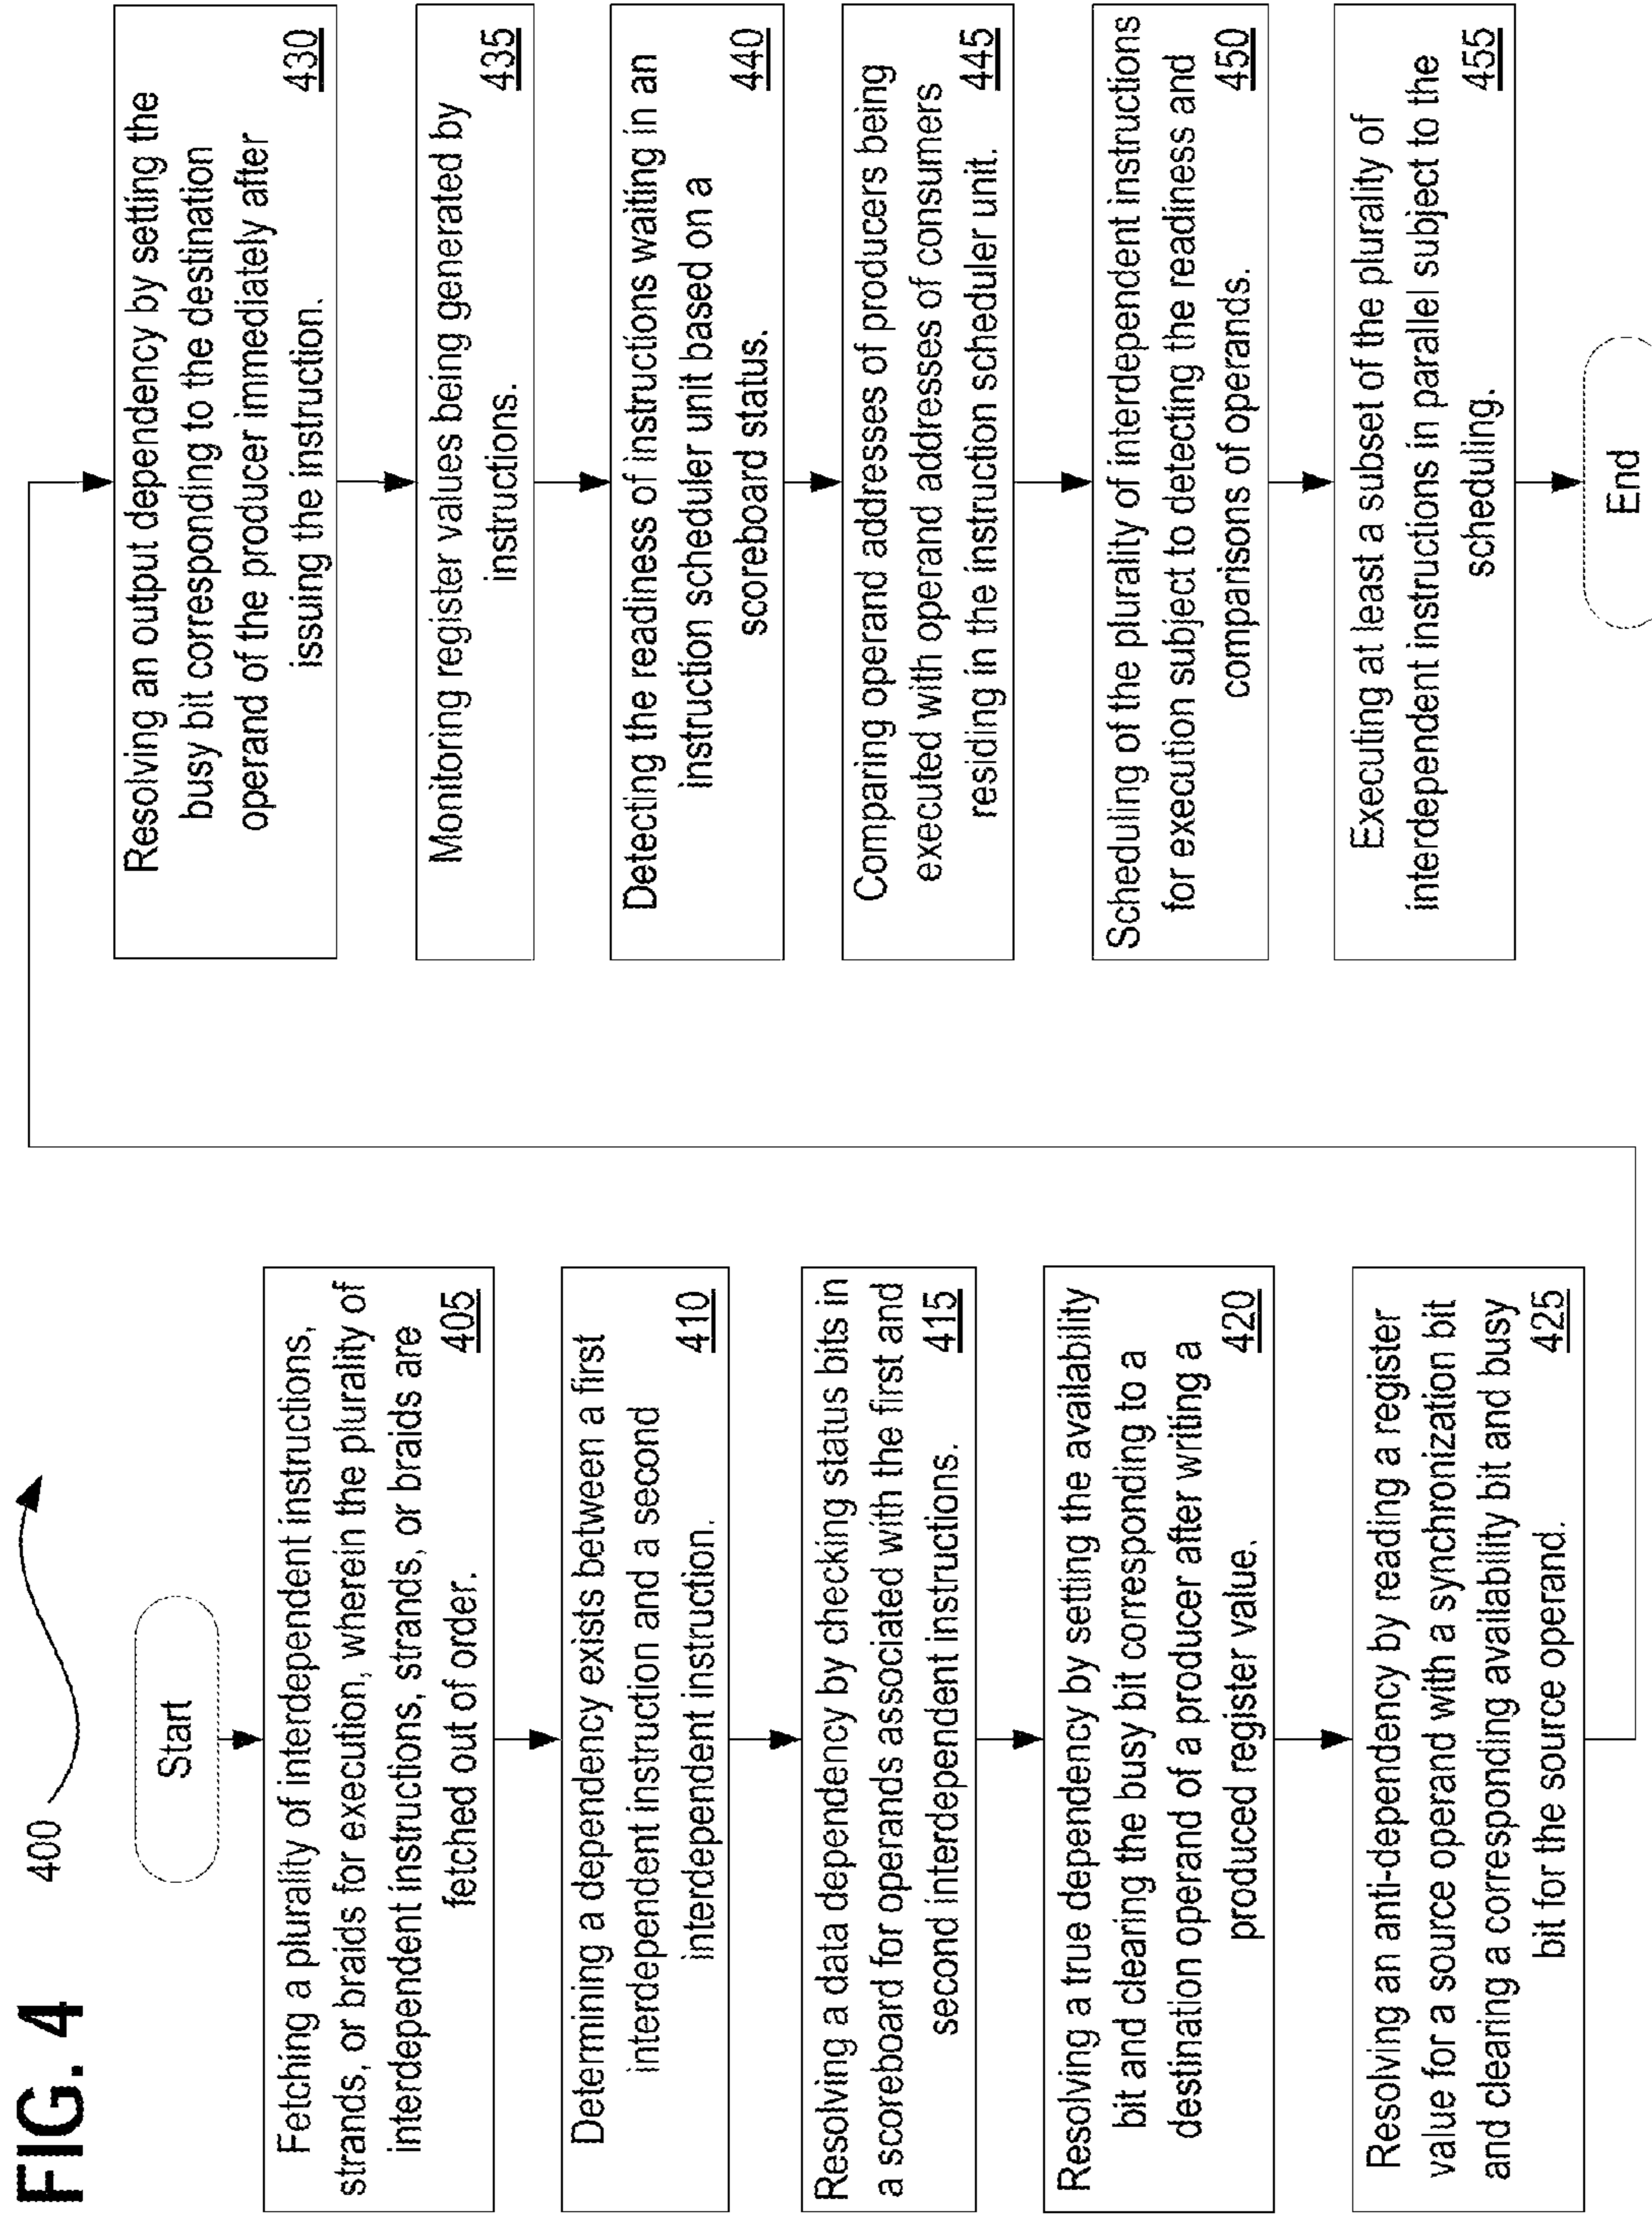 FIG. 4
400
Start
Fetching a plurality of interdependent instructions,
strands, or braids for execution, wherein the plurality of
interdependent instructions, strands, or braids are
fetched out of order.
405
Determining a dependency exists between a first
interdependent instruction and a second
interdependent instruction.
410
Resolving a data dependency by checking status bits in
a scoreboard for operands associated with the first and
second interdependent instructions.
415
Resolving a true dependency by setting the availability
bit and clearing the busy bit corresponding to a
destination operand of a producer after writing a
produced register value.
420
Resolving an anti-dependency by reading a register
value for a source operand with a synchronization bit
and clearing a corresponding availability bit and busy
bit for the source operand.
425
Resolving an output dependency by setting the
busy bit corresponding to the destination
operand of the producer immediately after
issuing the instruction.
430
Monitoring register values being generated by
instructions.
435
Detecting the readiness of instructions waiting in an
instruction scheduler unit based on a
scoreboard status.
440
Comparing operand addresses of producers being
executed with operand addresses of consumers
residing in the instruction scheduler unit.
445
Scheduling of the plurality of interdependent instructions
for execution subject to detecting the readiness and
comparisons of operands.
450
Executing at least a subset of the plurality of
interdependent instructions in parallel subject to the
scheduling.
455
End